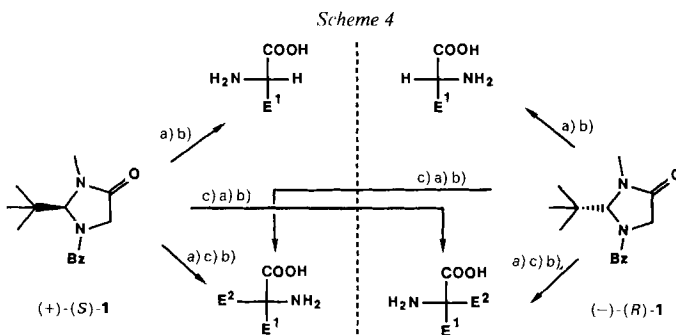 Scheme 4
COOH
H₂N H
E¹
COOH
H NH₂
E¹
a) b)
a) b)
N O
N
Bz
c) a) b)
c) a) b)
N O
N
Bz
a) c) b)
a) c) b)
COOH
E² NH₂
E¹
COOH
H₂N E²
E¹
(+)-(S)-1
(−)-(R)-1